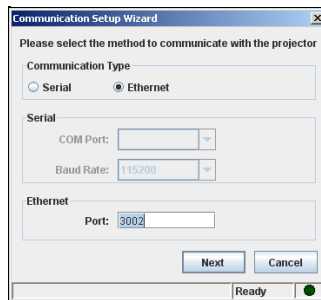 Communication Setup Wizard
Please select the method to communicate with the projector
Communication Type
Serial Ethernet
Serial
COM Port:
Baud Rate: 115200
Ethernet
Port: 3002
Next Cancel
Ready